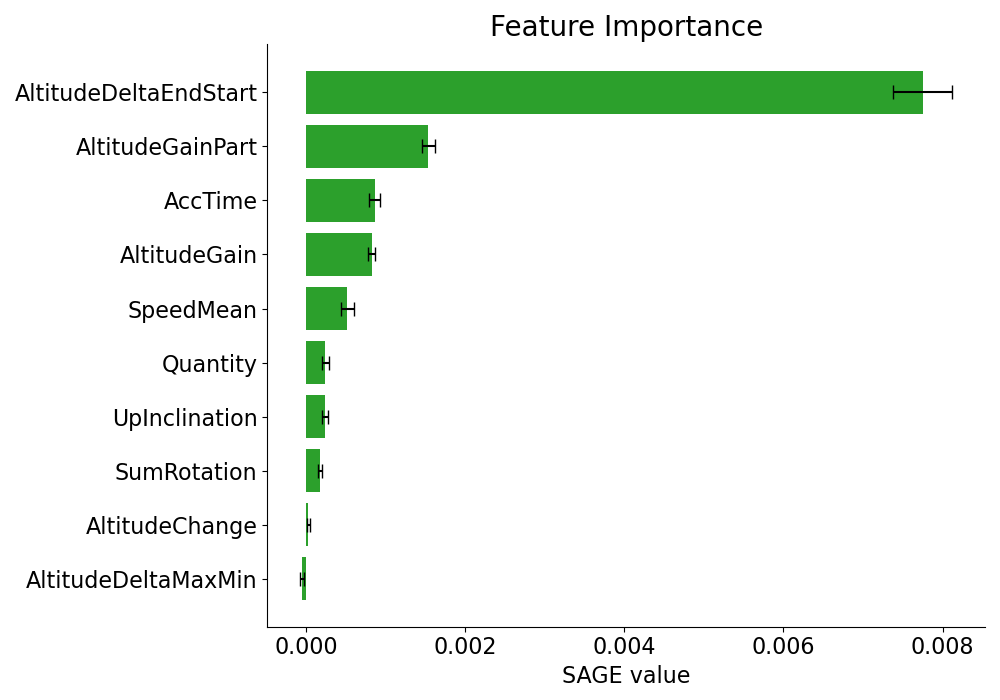 Feature Importance
AltitudeDeltaEndStart
AltitudeGainPart
AccTime
AltitudeGain
SpeedMean
Quantity
UpInclination
SumRotation
AltitudeChange
AltitudeDeltaMaxMin
0.000 0.002 0.004 0.006 0.008
SAGE value